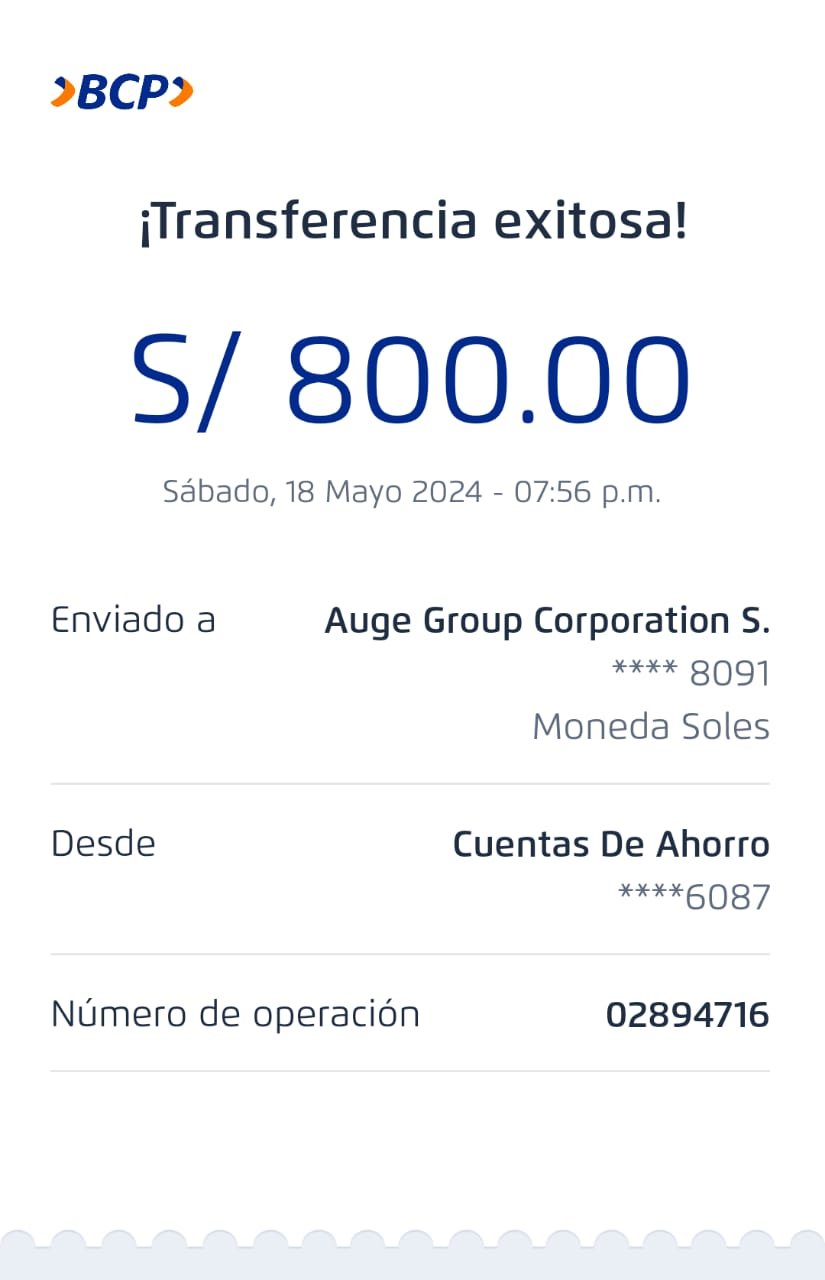 BCP
¡Transferencia exitosa!
S/ 800.00
Sábado, 18 Mayo 2024 - 07:56 p.m.
Enviado a Auge Group Corporation S.
**** 8091
Moneda Soles
Desde Cuentas De Ahorro
****6087
Número de operación 02894716